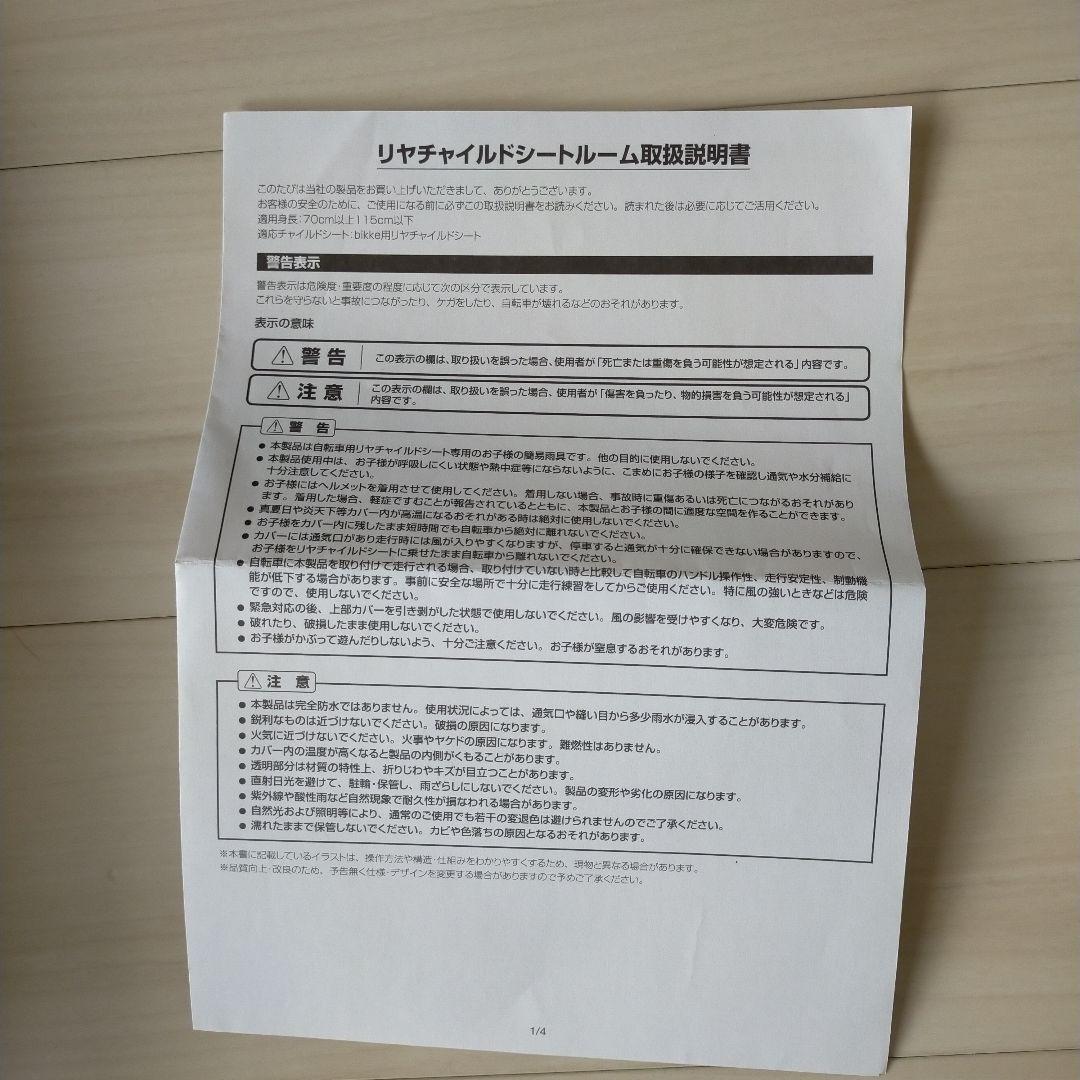 リヤチャイルドシートルーム取扱説明書
このたびは当社の製品をお買い上げいただきまして、ありがとうございます。
お客様の安全のために、ご使用になる前に必ずこの取扱説明書をお読みください。読まれた後は必要に応じてご活用ください。
適用身長:70cm以上115cm以下
適応チャイルドシート:bikke用リヤチャイルドシート
警告表示
警告表示は危険度・重要度の程度に応じて次の区分で表示しています。
これらを守らないと事故につながったり、ケガをしたり、自転車が壊れるなどのおそれがあります。
表示の意味
⚠警告 この表示の欄は、取り扱いを誤った場合、使用者が「死亡または重傷を負う可能性が想定される」内容です。
⚠注意 この表示の欄は、取り扱いを誤った場合、使用者が「傷害を負ったり、物的損害を負う可能性が想定される」
内容です。
⚠警告
●本製品は自転車用リヤチャイルドシート専用のお子様の簡易雨具です。他の目的に使用しないでください。
●本製品使用中は、お子様が呼吸しにくい状態や熱中症等にならないように、こまめにお子様の様子を確認し通気や水分補給に
十分注意してください。
●お子様にはヘルメットを着用させて使用してください。着用しない場合、事故時に重傷あるいは死亡につながるおそれがあり
ます。着用した場合、軽症ですむことが報告されているとともに、本製品とお子様の間に適度な空間を作ることができます。
●真夏日や炎天下等カバー内が高温になるおそれがある時は絶対に使用しないでください。
●お子様をカバー内に残したまま短時間でも自転車から絶対に離れないでください。
●カバーには通気口があり走行時には風が入りやすくなりますが、停車すると通気が十分に確保できない場合がありますので、
お子様をリヤチャイルドシートに乗せたまま自転車から離れないでください。
●自転車に本製品を取り付けて走行される場合、取り付けていない時と比較して自転車のハンドル操作性、走行安定性、制動機
能が低下する場合があります。事前に安全な場所で十分に走行練習をしてからご使用ください。特に風の強いときなどは危険
ですので、使用しないでください。
●緊急対応の後、上部カバーを引き剥がした状態で使用しないでください。風の影響を受けやすくなり、大変危険です。
●破れたり、破損したまま使用しないでください。
●お子様がかぶって遊んだりしないよう、十分ご注意ください。お子様が窒息するおそれがあります。
⚠注意
●本製品は完全防水ではありません。使用状況によっては、通気口や縫い目から多少雨水が浸入することがあります。
●鋭利なものは近づけないでください。破損の原因になります。
●火気に近づけないでください。火事やヤケドの原因になります。難燃性はありません。
●カバー内の温度が高くなると製品の内側がくもることがあります。
●透明部分は材質の特性上、折りじわやキズが目立つことがあります。
●直射日光を避けて、駐輪・保管し、雨ざらしにしないでください。製品の変形や劣化の原因になります。
●紫外線や酸性雨など自然現象で耐久性が損なわれる場合があります。
●自然光および照明等により、通常のご使用でも若干の変退色は避けられませんのでご了承ください。
●濡れたままで保管しないでください。カビや色落ちの原因となるおそれがあります。
※本書に記載しているイラストは、操作方法や構造・仕組みをわかりやすくするため、現物と異なる場合があります。
※品質向上・改良のため、予告無く仕様・デザインを変更する場合がありますので予めご了承ください。
1/4